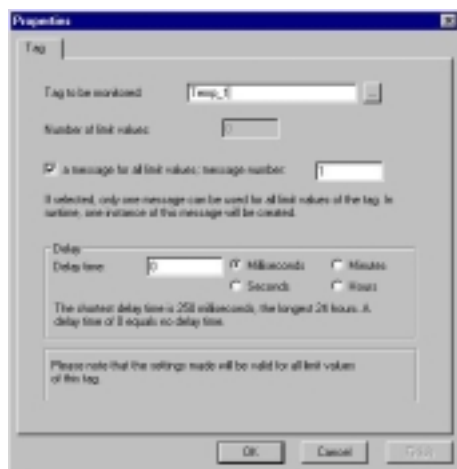 Properties
Tag
Tag to be monitored: Temp_1 ...
Number of limit values: 0
a message for all limit values; message number: 1
If selected, only one message can be used for all limit values of the tag. In
runtime, one instance of this message will be created.
Delay
Delay time: 0 Milliseconds Minutes
Seconds Hours
The shortest delay time is 250 milliseconds, the longest 24 hours. A
delay time of 0 equals no delay time.
Please note that the settings made will be valid for all limit values
of this tag.
OK Cancel